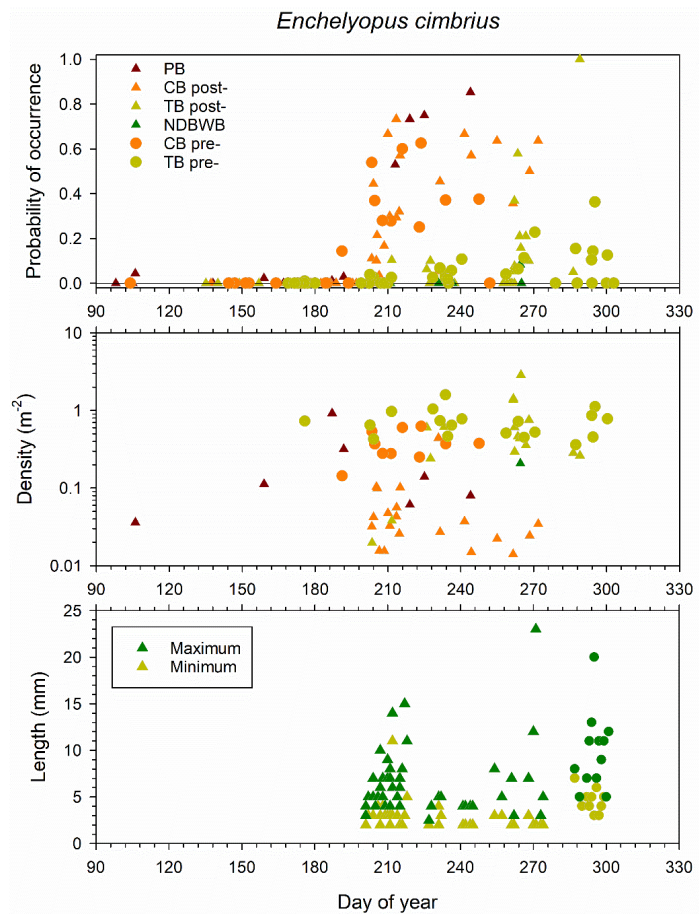 Enchelyopus cimbrius
Probability of occurrence
1.0
0.8
0.6
0.4
0.2
0.0
PB
CB post-
TB post-
NDBWB
CB pre-
TB pre-
90 120 150 180 210 240 270 300 330
Density (m-2)
10
1
0.1
0.01
90 120 150 180 210 240 270 300 330
Length (mm)
25
20
15
10
5
0
Maximum
Minimum
90 120 150 180 210 240 270 300 330
Day of year